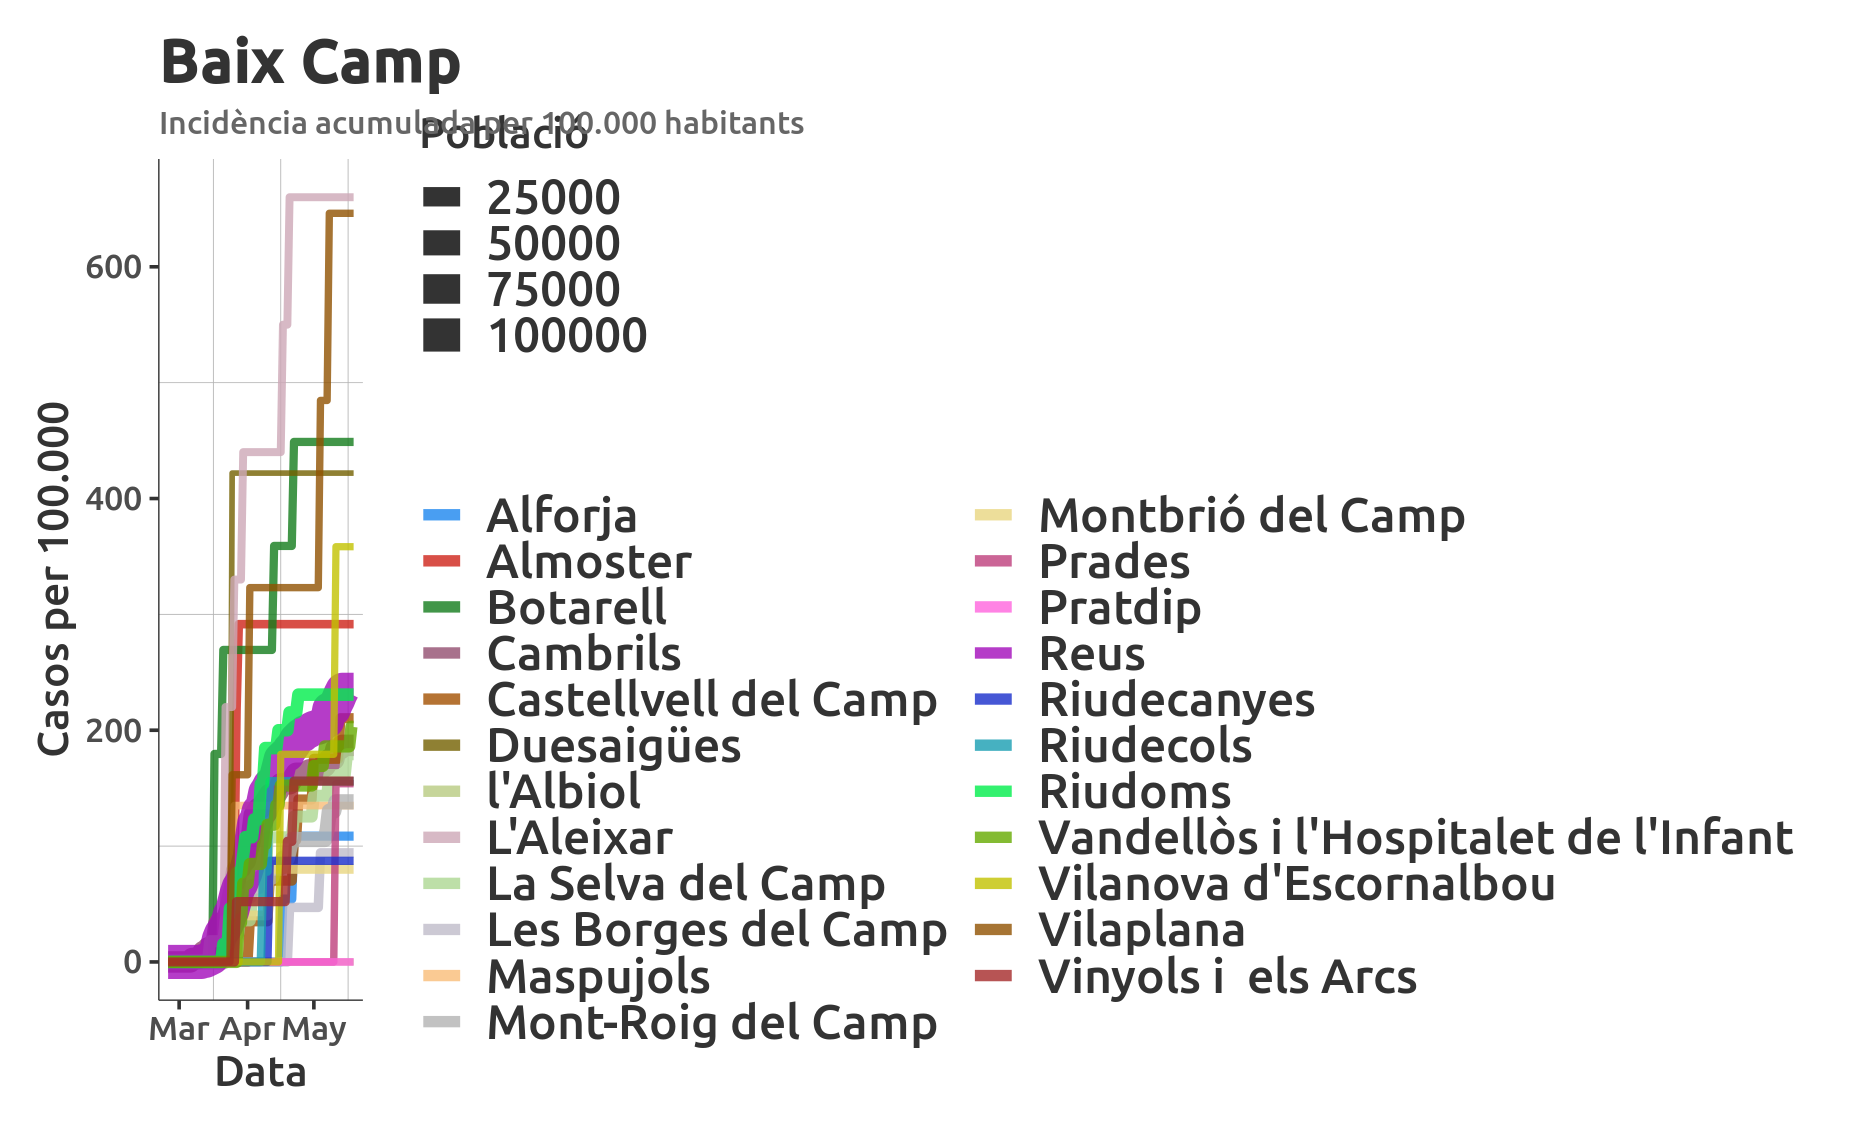 Baix Camp
Incidència acumulada per 100.000 habitants
Població
25000
50000
75000
100000
600
400
200
0
Casos per 100.000
Mar Apr May
Data
Alforja
Almoster
Botarell
Cambrils
Castellvell del Camp
Duesaigües
l'Albiol
L'Aleixar
La Selva del Camp
Les Borges del Camp
Maspujols
Mont-Roig del Camp
Montbrió del Camp
Prades
Pratdip
Reus
Riudecanyes
Riudecols
Riudoms
Vandellòs i l'Hospitalet de l'Infant
Vilanova d'Escornalbou
Vilaplana
Vinyols i  els Arcs